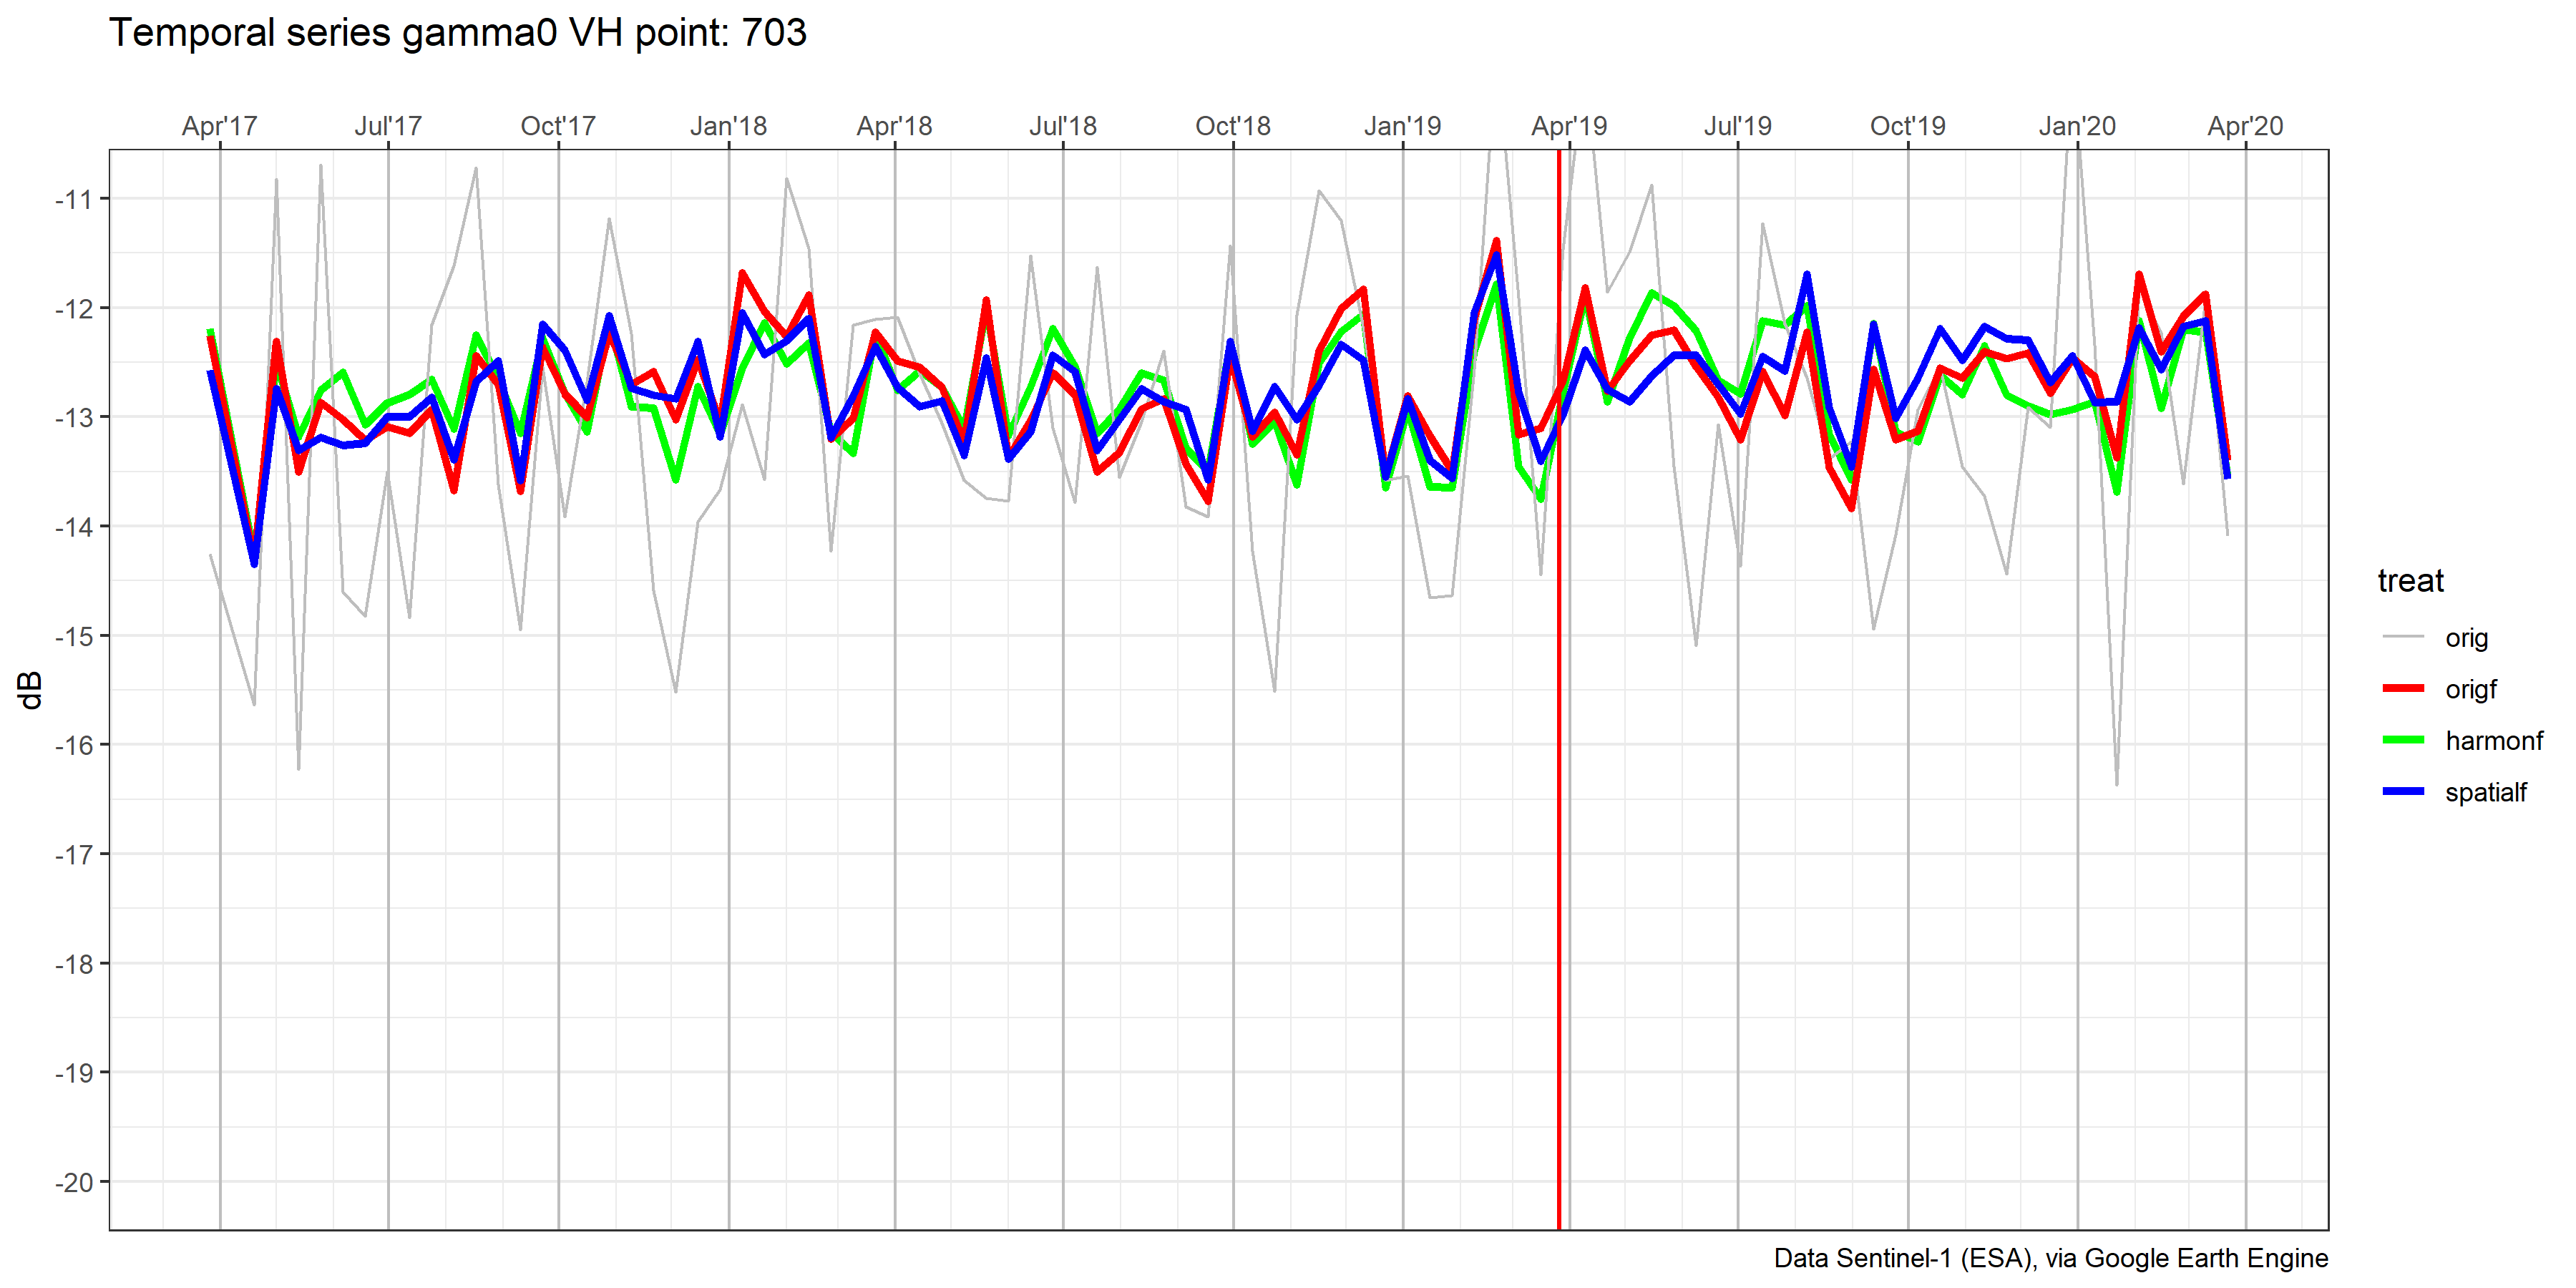 Temporal series gamma0 VH point: 703
Apr'17 Jul'17 Oct'17 Jan'18 Apr'18 Jul'18 Oct'18 Jan'19 Apr'19 Jul'19 Oct'19 Jan'20 Apr'20
-11
-12
-13
-14
-15
-16
-17
-18
-19
-20
dB
treat
orig
origf
harmonf
spatialf
Data Sentinel-1 (ESA), via Google Earth Engine